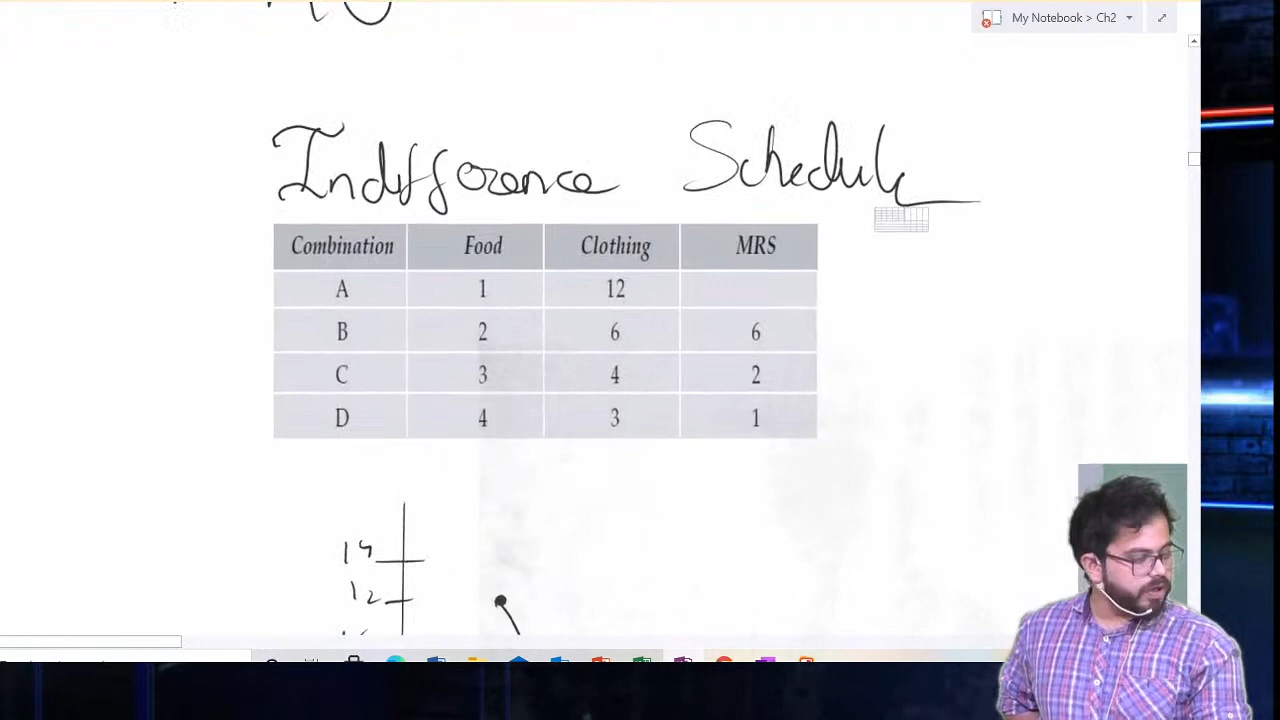 My Notebook > Ch2
Indifference Schedule
Combination Food Clothing MRS
A 1 12
B 2 6 6
C 3 4 2
D 4 3 1
14
12